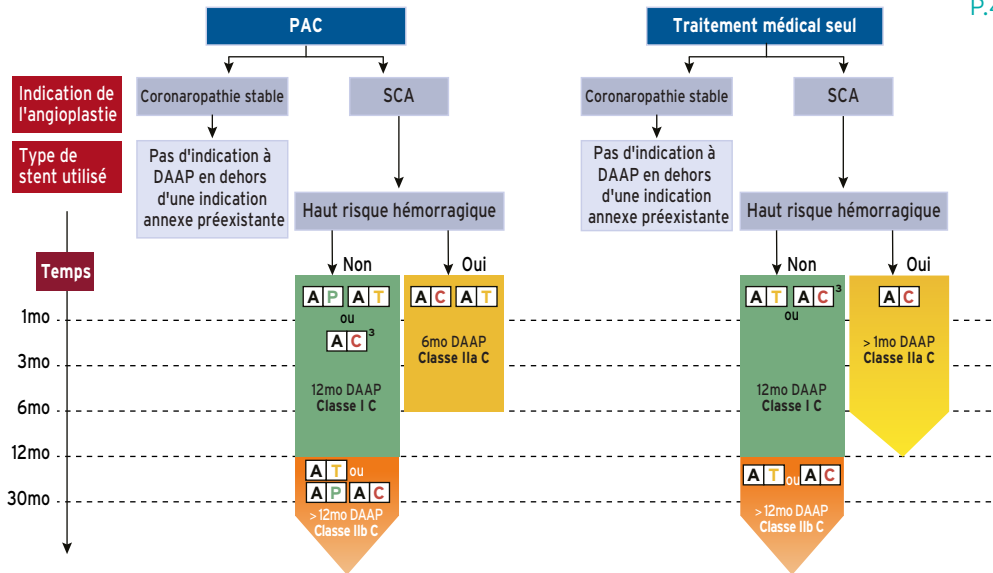 P.4
PAC
Traitement médical seul
Indication de
l'angioplastie
Coronaropathie stable
SCA
Coronaropathie stable
SCA
Type de
stent utilisé
Pas d'indication à
DAAP en dehors
d'une indication
annexe préexistante
Pas d'indication à
DAAP en dehors
d'une indication
annexe préexistante
Haut risque hémorragique
Haut risque hémorragique
Temps
Non
Oui
Non
Oui
A P A T
ou
A C ³
A C A T
A T A C ³
ou
A C
1mo
6mo DAAP
Classe IIa C
> 1mo DAAP
Classe IIa C
3mo
12mo DAAP
Classe I C
12mo DAAP
Classe I C
6mo
12mo
A T ou
A P A C
A T ou A C
30mo
>12mo DAAP
Classe IIb C
>12mo DAAP
Classe IIb C